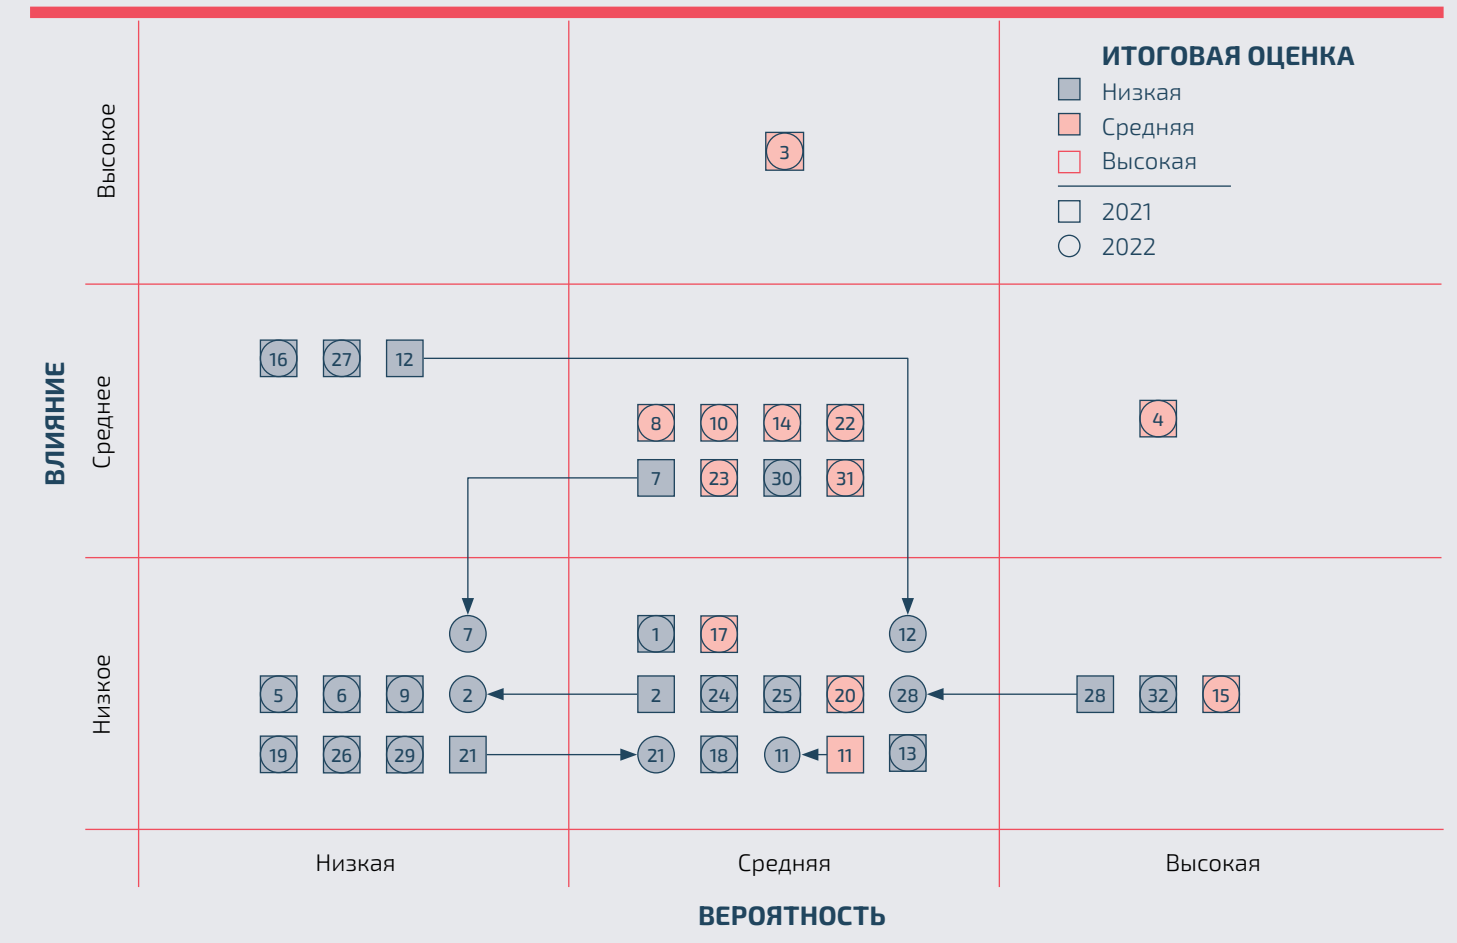 ИТОГОВАЯ ОЦЕНКА
Низкая
Средняя
Высокая
2021
2022
ВЛИЯНИЕ
Высокое
3
Среднее
16 27 12
8 10 14 22
4
7 23 30 31
Низкое
7 1 17 12
5 6 9 2 2 24 25 20 28 28 32 15
19 26 29 21 21 18 11 11 13
Низкая Средняя Высокая
ВЕРОЯТНОСТЬ